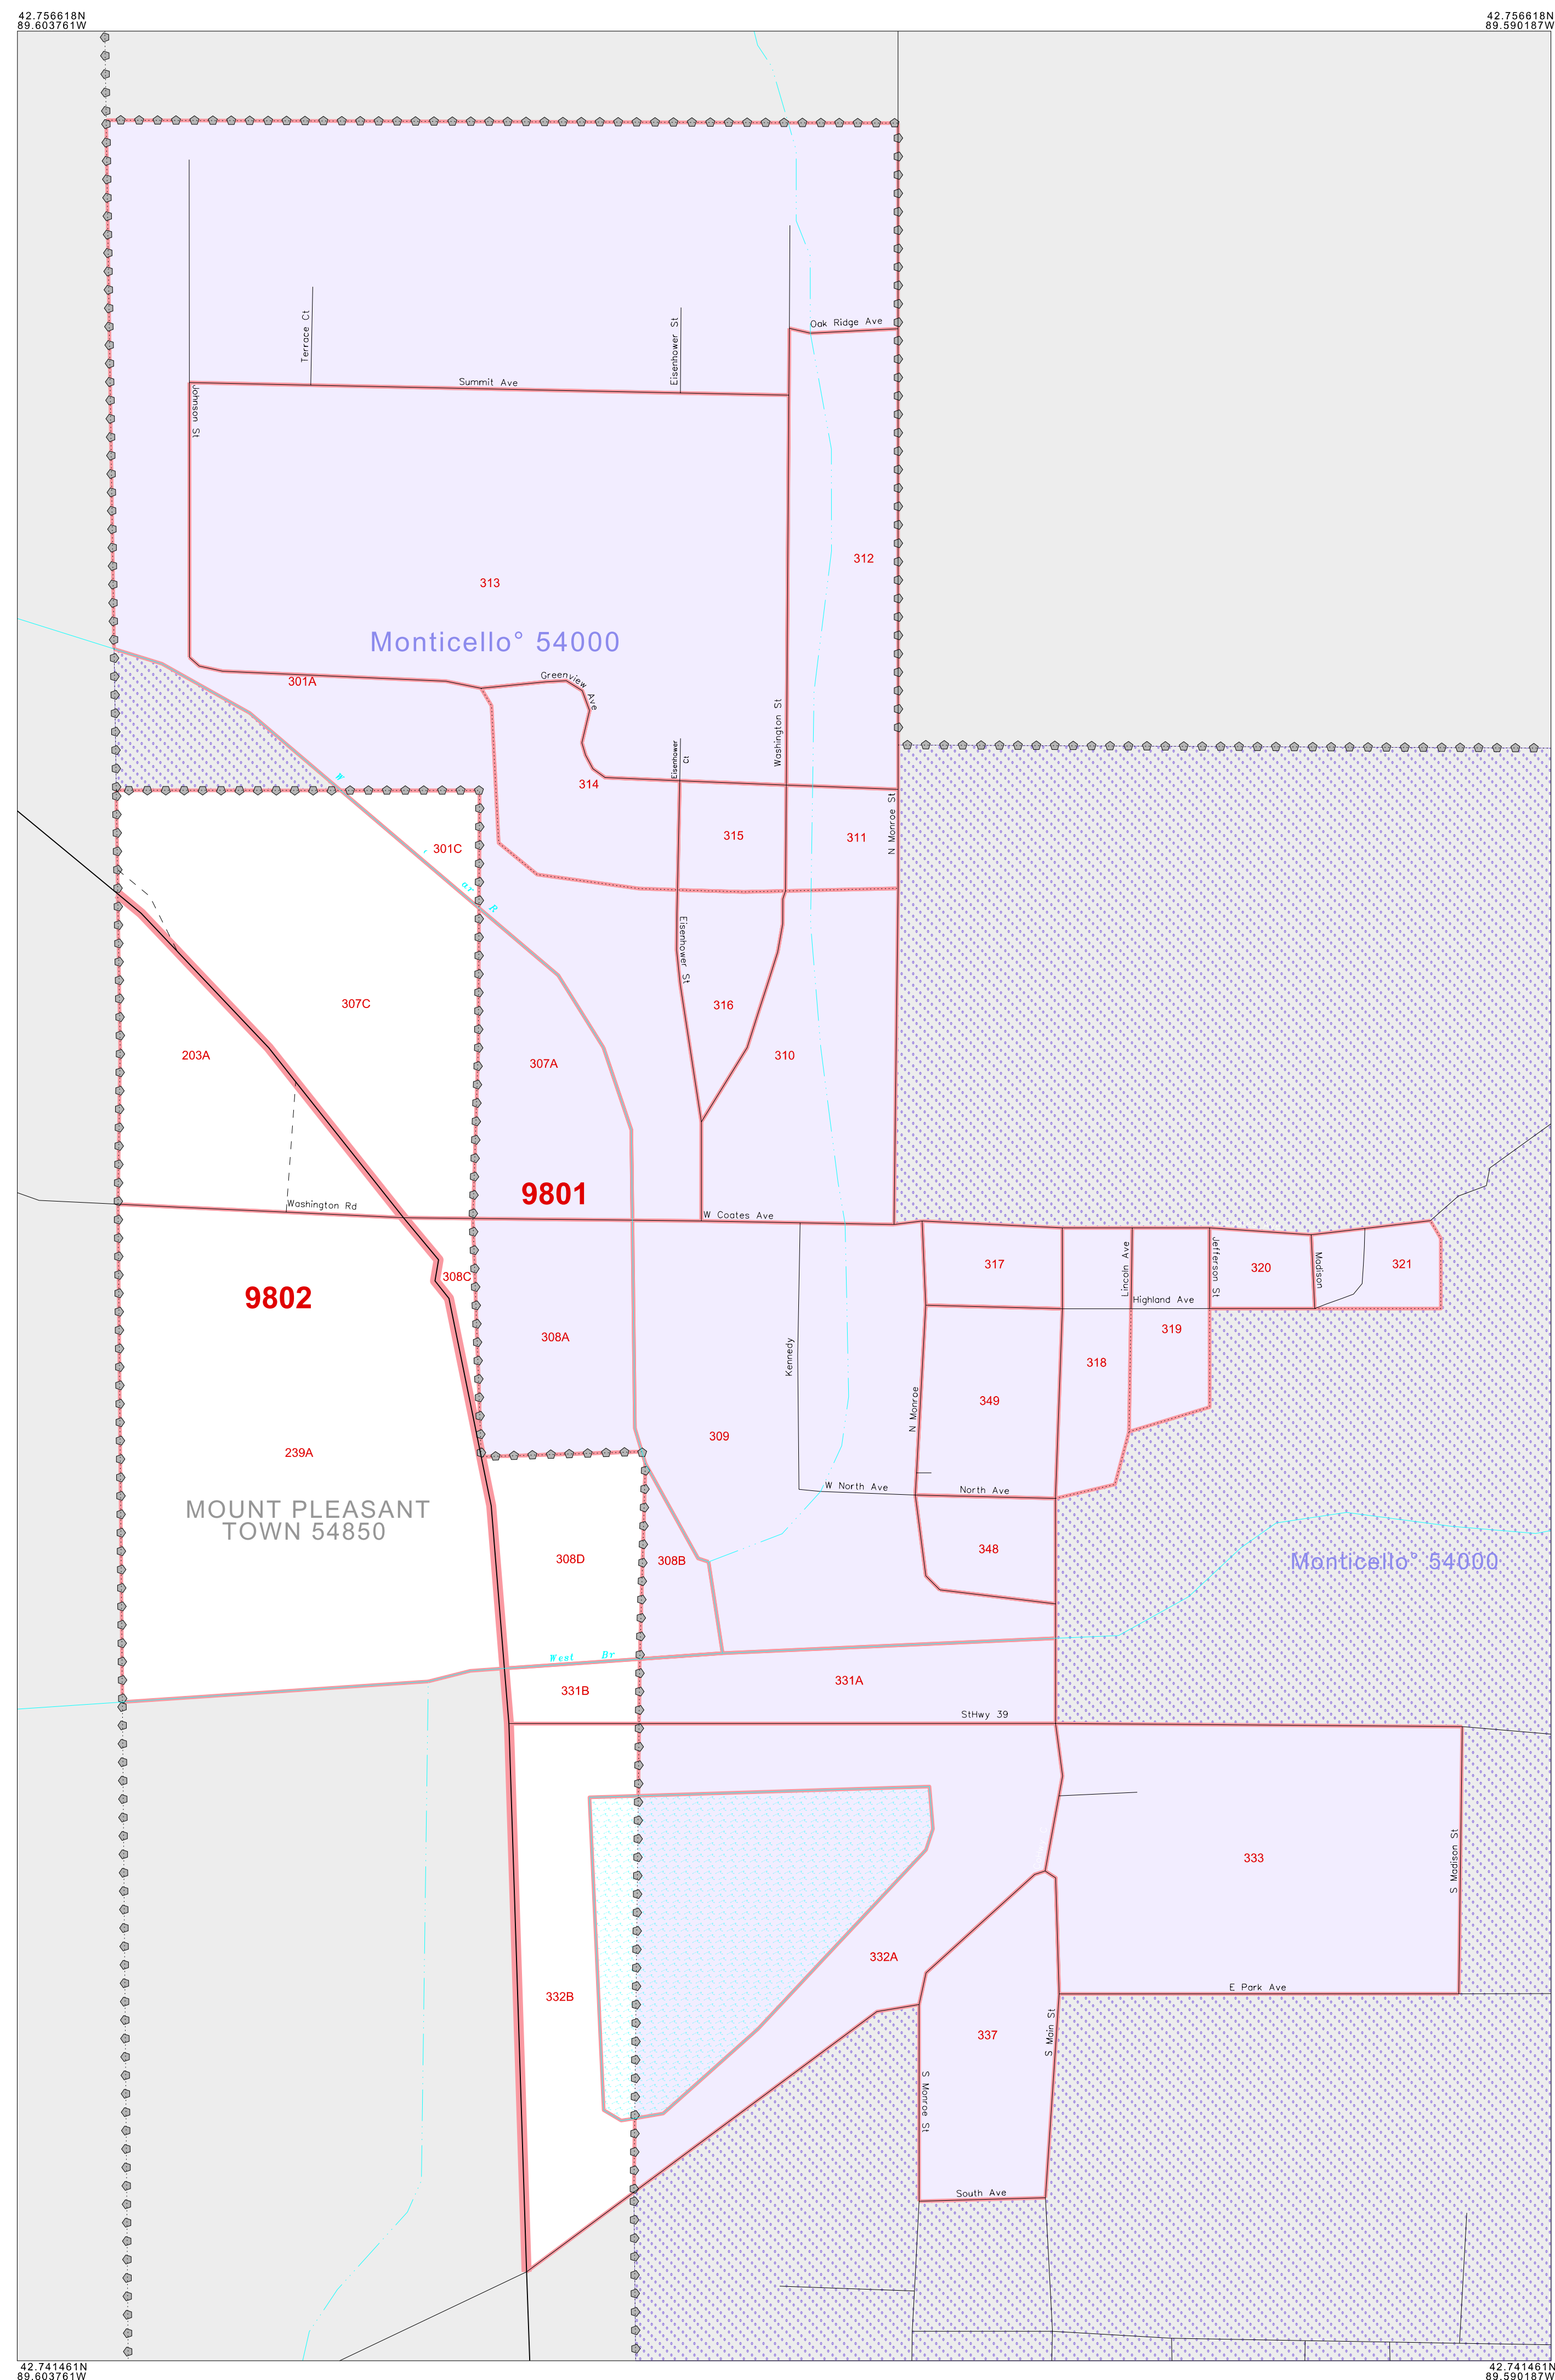 42.756618N
89.603761W
42.756618N
89.590187W
Oak Ridge Ave
Terrace Ct
Eisenhower St
Summit Ave
Johnson St
312
313
Monticello° 54000
301A
Greenview Ave
Washington St
Eisenhower
Ct
314
N Monroe St
315
311
301C
W
r
ar
R
Eisenhower St
307C
316
203A
310
307A
9801
Washington Rd
W Coates Ave
9802
308C
317
Lincoln Ave
Jefferson St
320
Madison
321
Highland Ave
319
308A
Kennedy
318
N Monroe
349
309
239A
W North Ave
North Ave
MOUNT PLEASANT
TOWN 54850
348
308D
308B
Monticello° 54000
West Br
331B
331A
StHwy 39
333
S Madison St
332A
E Park Ave
332B
337
S Main St
S Monroe St
South Ave
42.741461N
89.603761W
42.741461N
89.590187W